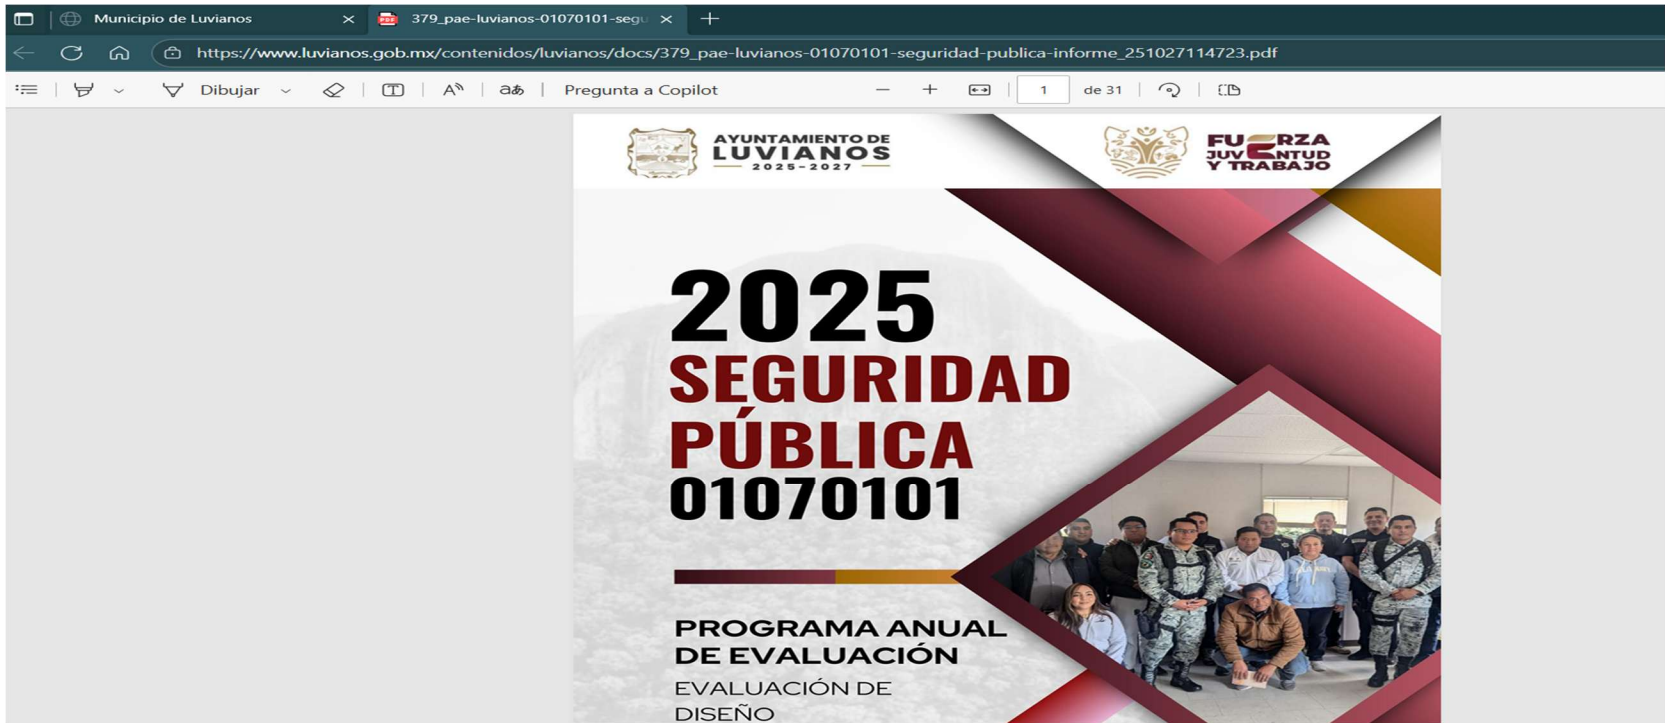 Municipio de Luvianos
379_pae-luvianos-01070101-segu
https://www.luvianos.gob.mx/contenidos/luvianos/docs/379_pae-luvianos-01070101-seguridad-publica-informe_251027114723.pdf
Dibujar
Pregunta a Copilot
1 de 31
AYUNTAMIENTO DE
LUVIANOS
2025-2027
FUERZA
JUVENTUD
Y TRABAJO
2025
SEGURIDAD
PÚBLICA
01070101
PROGRAMA ANUAL
DE EVALUACIÓN
EVALUACIÓN DE
DISEÑO